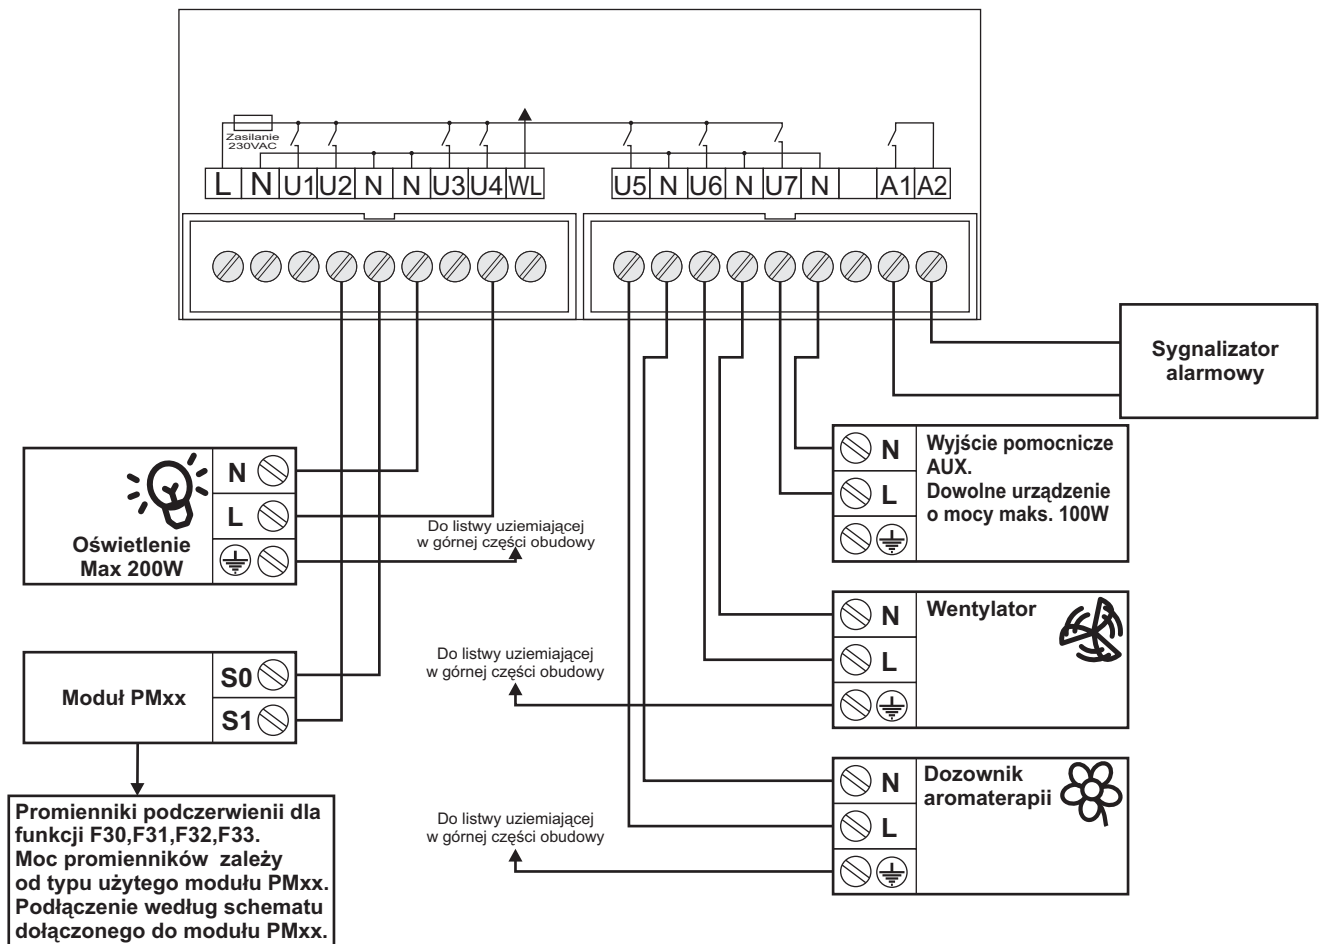 Zasilanie
230VAC
L N U1 U2 N N U3 U4 WL
U5 N U6 N U7 N A1 A2
Sygnalizator
alarmowy
N
L
Oświetlenie
Max 200W
Do listwy uziemiającej
w górnej części obudowy
N
L
Wyjście pomocnicze
AUX.
Dowolne urządzenie
o mocy maks. 100W
N
L
Wentylator
Do listwy uziemiającej
w górnej części obudowy
Moduł PMxx
S0
S1
N
L
Dozownik
aromaterapii
Do listwy uziemiającej
w górnej części obudowy
Promienniki podczerwienii dla
funkcji F30,F31,F32,F33.
Moc promienników zależy
od typu użytego modułu PMxx.
Podłączenie według schematu
dołączonego do modułu PMxx.